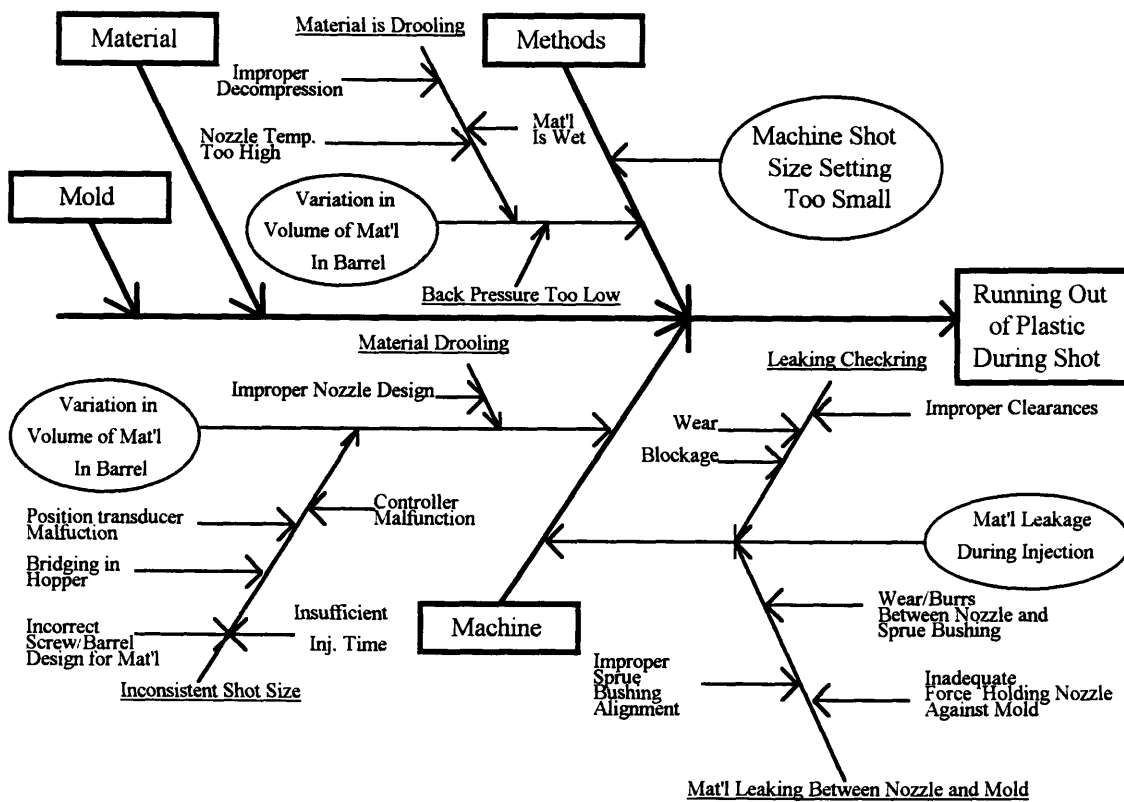 Material is Drooling
Material
Methods
Improper
Decompression
Nozzle Temp.
Too High
Mat'l
Is Wet
Machine Shot
Size Setting
Too Small
Mold
Variation in
Volume of Mat'l
In Barrel
Back Pressure Too Low
Running Out
of Plastic
During Shot
Material Drooling
Leaking Checkring
Improper Nozzle Design
Variation in
Volume of Mat'l
In Barrel
Improper Clearances
Wear
Blockage
Position transducer
Malfuction
Controller
Malfunction
Bridging in
Hopper
Mat'l Leakage
During Injection
Incorrect
Screw/Barrel
Design for Mat'l
Insufficient
Inj. Time
Machine
Wear/Burrs
Between Nozzle and
Sprue Bushing
Inconsistent Shot Size
Improper
Sprue
Bushing
Alignment
Inadequate
Force Holding Nozzle
Against Mold
Mat'l Leaking Between Nozzle and Mold